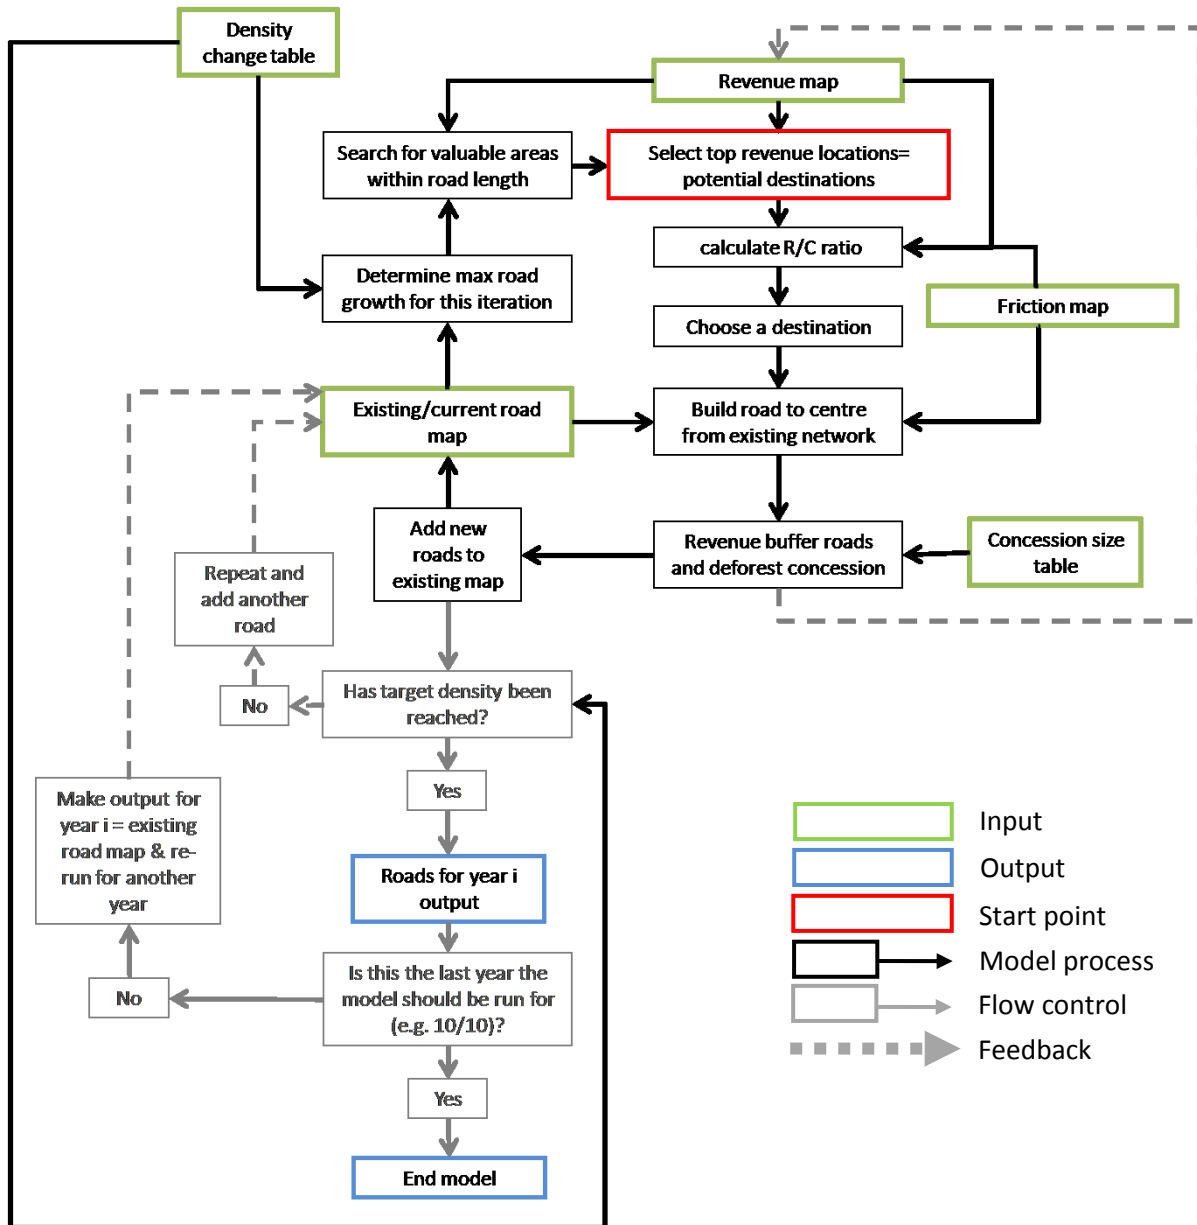 Density
change table
Revenue map
Search for valuable areas
within road length
Select top revenue locations=
potential destinations
calculate R/C ratio
Determine max road
growth for this iteration
Friction map
Choose a destination
Existing/current road
map
Build road to centre
from existing network
Add new
roads to
existing map
Revenue buffer roads
and deforest concession
Concession size
table
Repeat and
add another
road
No
Has target density been
reached?
Yes
Make output for
year i = existing
road map & re-
run for another
year
Roads for year i
output
No
Is this the last year the
model should be run for
(e.g. 10/10)?
Yes
End model
Input
Output
Start point
Model process
Flow control
Feedback